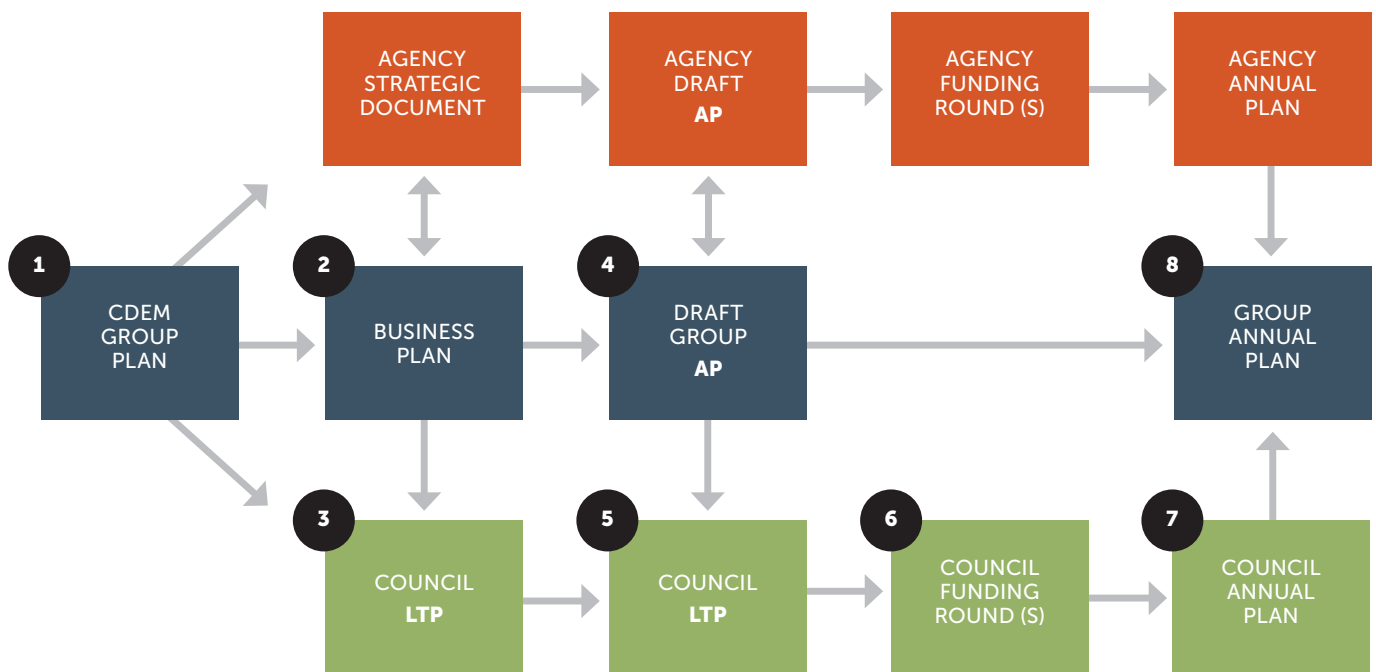 AGENCY
STRATEGIC
DOCUMENT
AGENCY
DRAFT
AP
AGENCY
FUNDING
ROUND (S)
AGENCY
ANNUAL
PLAN
1
CDEM
GROUP
PLAN
2
BUSINESS
PLAN
4
DRAFT
GROUP
AP
8
GROUP
ANNUAL
PLAN
3
COUNCIL
LTP
5
COUNCIL
LTP
6
COUNCIL
FUNDING
ROUND (S)
7
COUNCIL
ANNUAL
PLAN